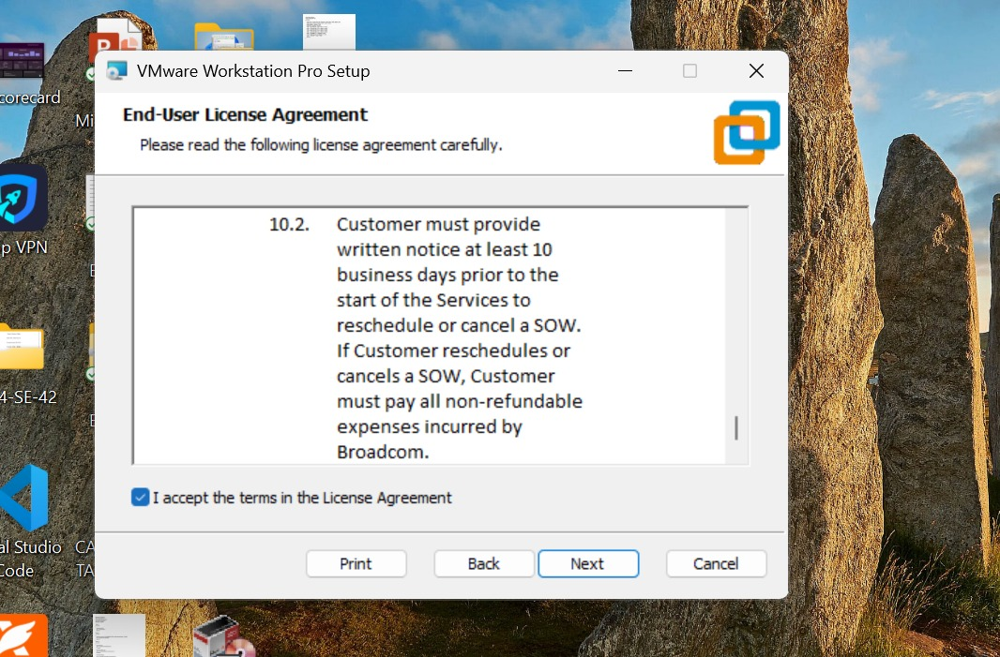 corecard
Mi
p VPN
E
4-SE-42
E
al Studio
Code
CA
TA
VMware Workstation Pro Setup
End-User License Agreement
Please read the following license agreement carefully.
10.2. Customer must provide
written notice at least 10
business days prior to the
start of the Services to
reschedule or cancel a SOW.
If Customer reschedules or
cancels a SOW, Customer
must pay all non-refundable
expenses incurred by
Broadcom.
I accept the terms in the License Agreement
Print
Back
Next
Cancel